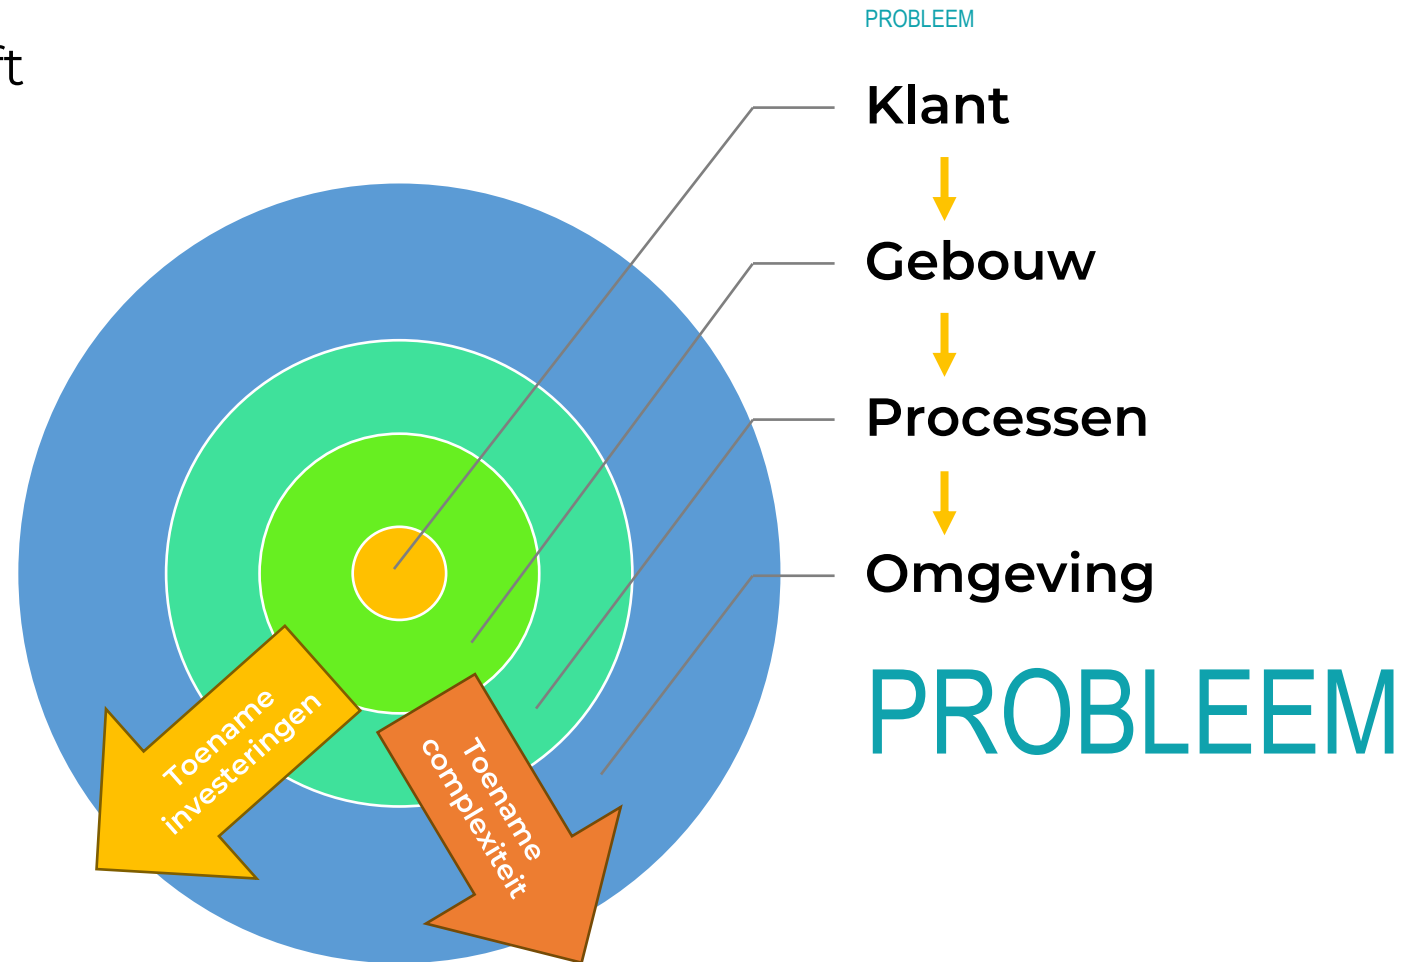 PROBLEEM
Klant
Gebouw
Processen
Omgeving
PROBLEEM
Toename
investeringen
Toename
complexiteit